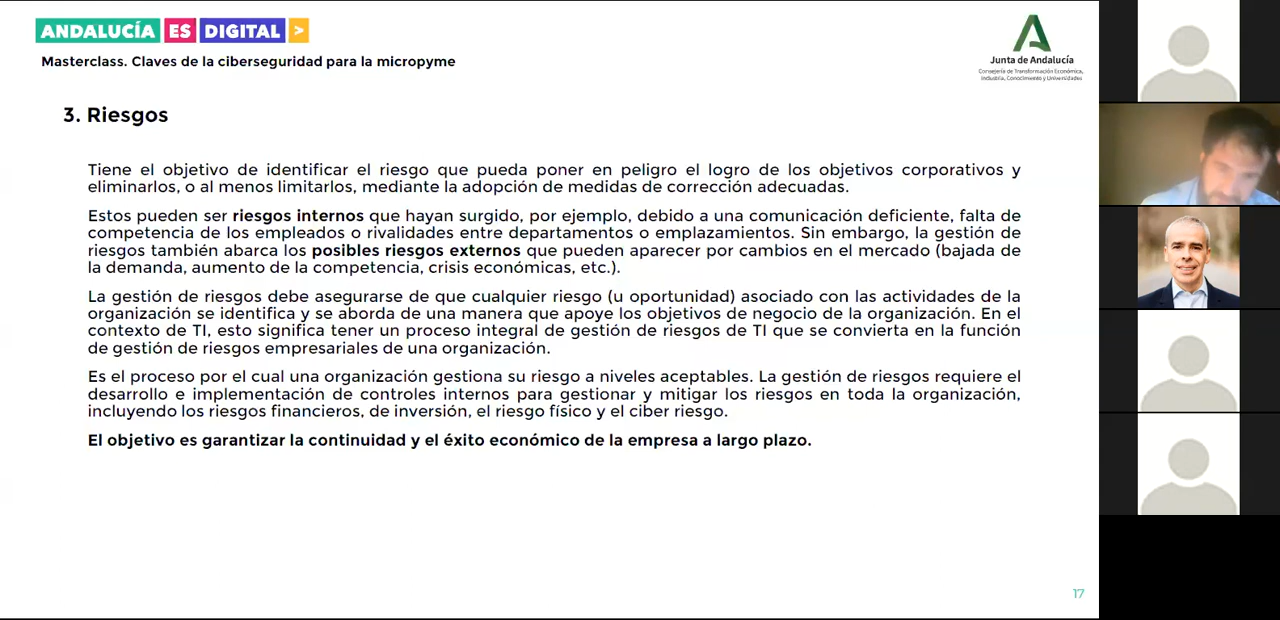 ANDALUCÍA ES DIGITAL >
Masterclass. Claves de la ciberseguridad para la micropyme
Junta de Andalucía
Consejería de Transformación Económica,
Industria, Conocimiento y Universidades
3. Riesgos
Tiene el objetivo de identificar el riesgo que pueda poner en peligro el logro de los objetivos corporativos y
eliminarlos, o al menos limitarlos, mediante la adopción de medidas de corrección adecuadas.
Estos pueden ser riesgos internos que hayan surgido, por ejemplo, debido a una comunicación deficiente, falta de
competencia de los empleados o rivalidades entre departamentos o emplazamientos. Sin embargo, la gestión de
riesgos también abarca los posibles riesgos externos que pueden aparecer por cambios en el mercado (bajada de
la demanda, aumento de la competencia, crisis económicas, etc.).
La gestión de riesgos debe asegurarse de que cualquier riesgo (u oportunidad) asociado con las actividades de la
organización se identifica y se aborda de una manera que apoye los objetivos de negocio de la organización. En el
contexto de TI, esto significa tener un proceso integral de gestión de riesgos de TI que se convierta en la función
de gestión de riesgos empresariales de una organización.
Es el proceso por el cual una organización gestiona su riesgo a niveles aceptables. La gestión de riesgos requiere el
desarrollo e implementación de controles internos para gestionar y mitigar los riesgos en toda la organización,
incluyendo los riesgos financieros, de inversión, el riesgo físico y el ciber riesgo.
El objetivo es garantizar la continuidad y el éxito económico de la empresa a largo plazo.
17